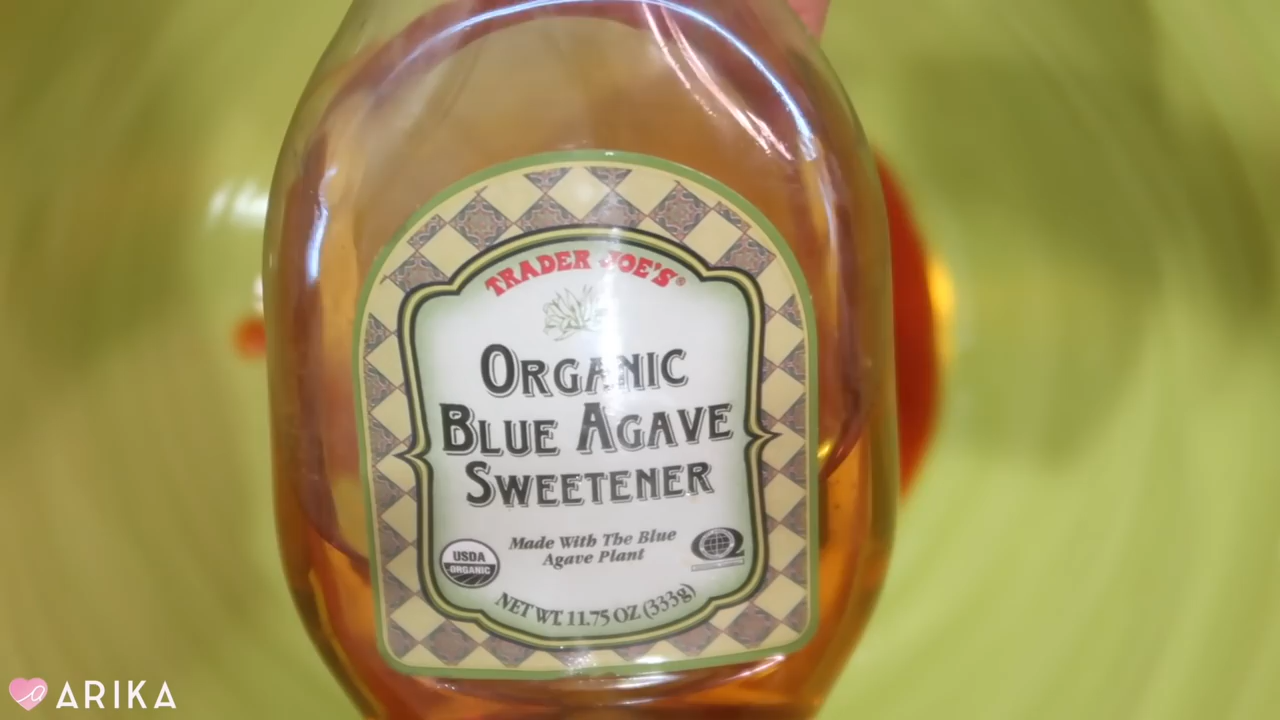 TRADER JOE'S®
ORGANIC
BLUE AGAVE
SWEETENER
Made With The Blue
Agave Plant
USDA
ORGANIC
NET WT. 11.75 OZ (333g)
ARIKA